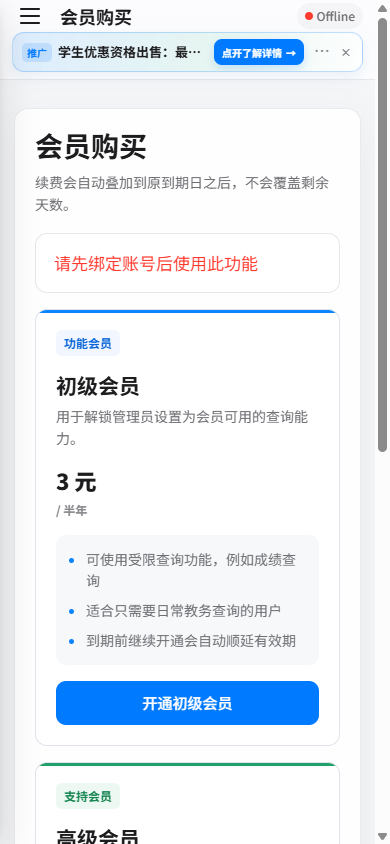 会员购买
Offline
推广
学生优惠资格出售：最…
点开了解详情 →
会员购买
续费会自动叠加到原到期日之后，不会覆盖剩余
天数。
请先绑定账号后使用此功能
功能会员
初级会员
用于解锁管理员设置为会员可用的查询能
力。
3 元
/ 半年
可使用受限查询功能，例如成绩查
询
适合只需要日常教务查询的用户
到期前继续开通会自动顺延有效期
开通初级会员
支持会员
高级会员